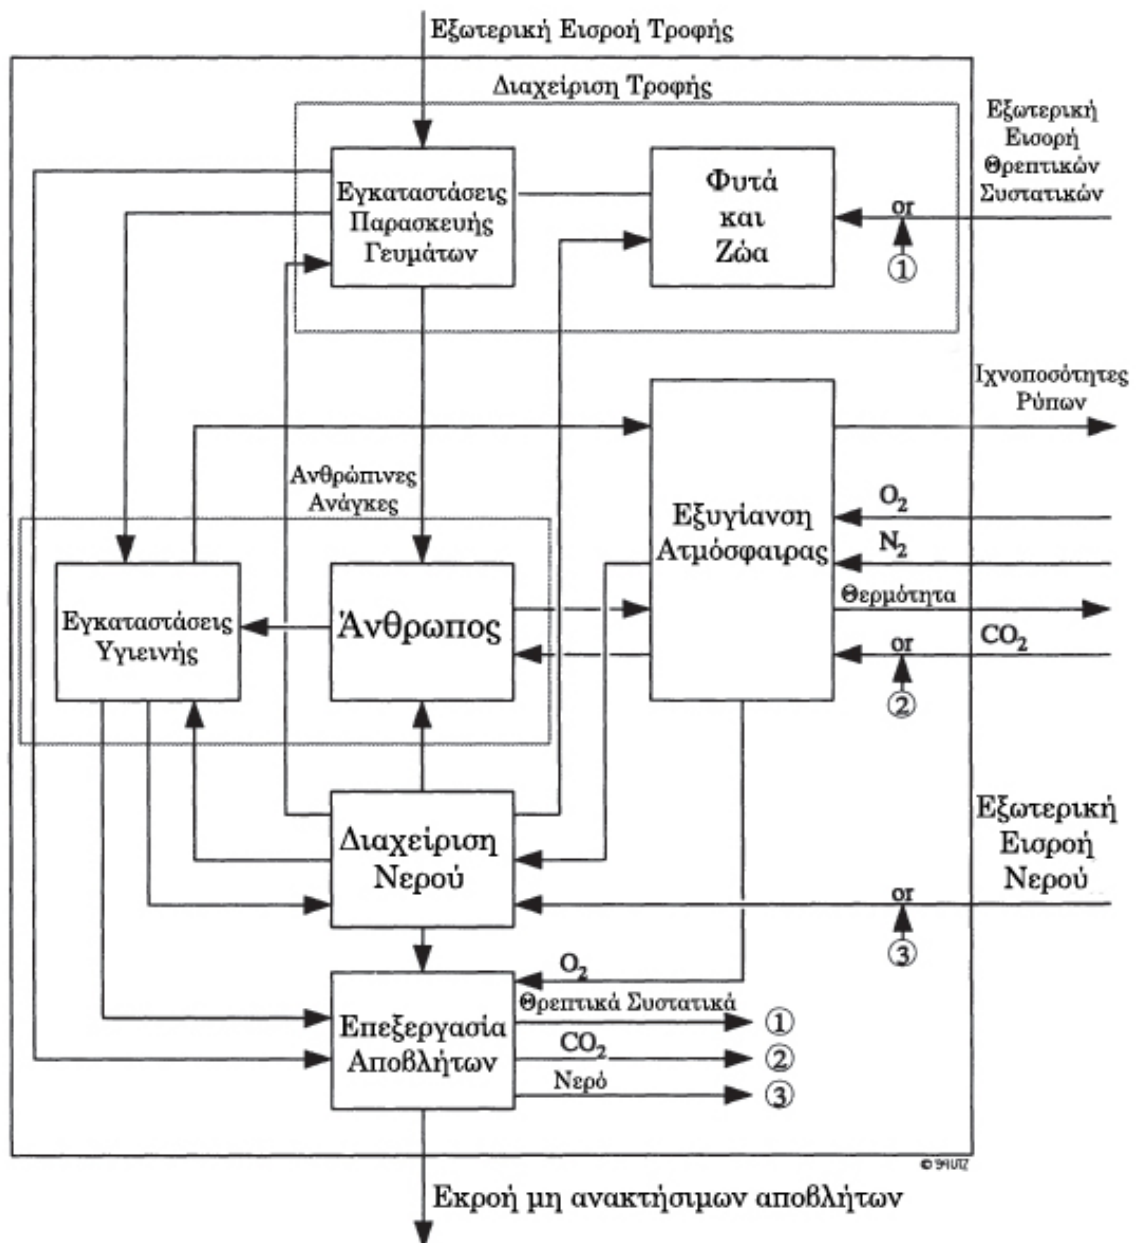 Εξωτερική Εισροή Τροφής
Διαχείριση Τροφής
Εξωτερική
Εισορή
Θρεπτικών
Συστατικών
Εγκαταστάσεις
Παρασκευής
Γευμάτων
Φυτά
και
Ζώα
or
①
Ιχνοποσότητες
Ρύπων
Ανθρώπινες
Ανάγκες
Εξυγίανση
Ατμόσφαιρας
O₂
N₂
Θερμότητα
or
CO₂
②
Εγκαταστάσεις
Υγιεινής
Άνθρωπος
Διαχείριση
Νερού
Εξωτερική
Εισροή
Νερού
or
③
O₂
Επεξεργασία
Αποβλήτων
Θρεπτικά Συστατικά
①
CO₂
②
Νερό
③
Εκροή μη ανακτήσιμων αποβλήτων